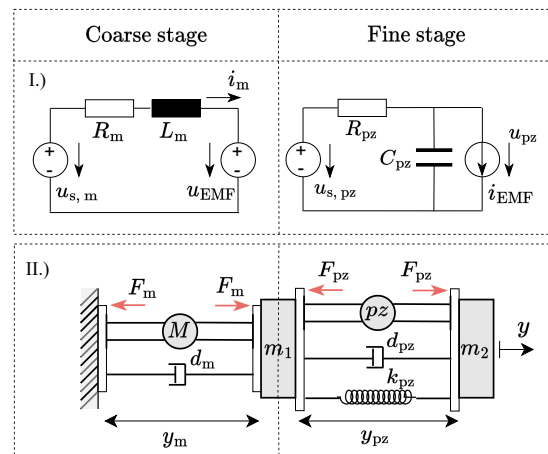 Coarse stage
Fine stage
I.)
i_m
R_m
L_m
+
-
u_s, m
+
-
u_EMF
R_pz
+
-
u_s, pz
C_pz
u_pz
i_EMF
II.)
F_m
F_m
M
d_m
m_1
y_m
F_pz
F_pz
pz
d_pz
k_pz
m_2
y
y_pz